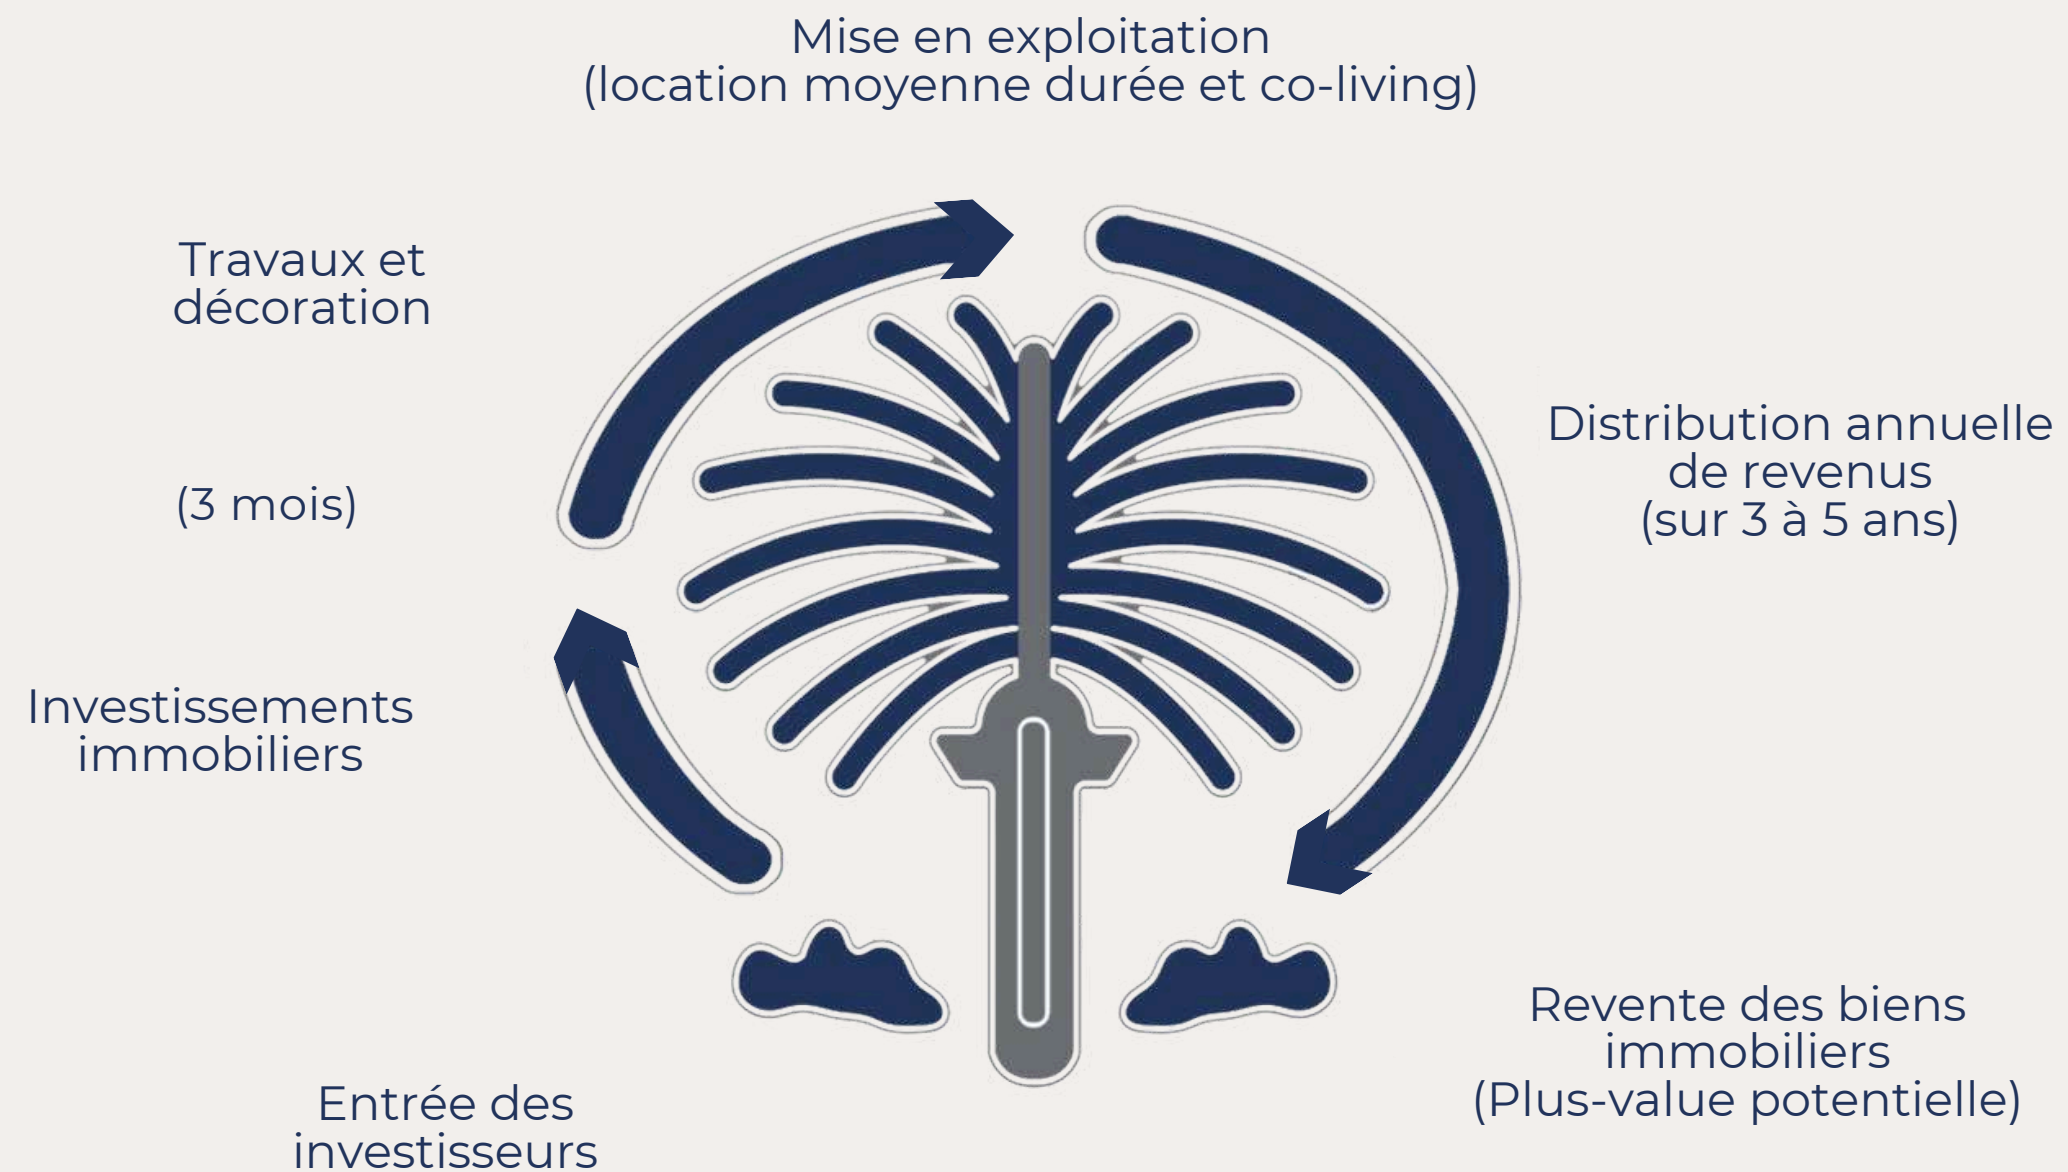 Mise en exploitation
(location moyenne durée et co-living)
Travaux et
décoration
(3 mois)
Investissements
immobiliers
Entrée des
investisseurs
Distribution annuelle
de revenus
(sur 3 à 5 ans)
Revente des biens
immobiliers
(Plus-value potentielle)